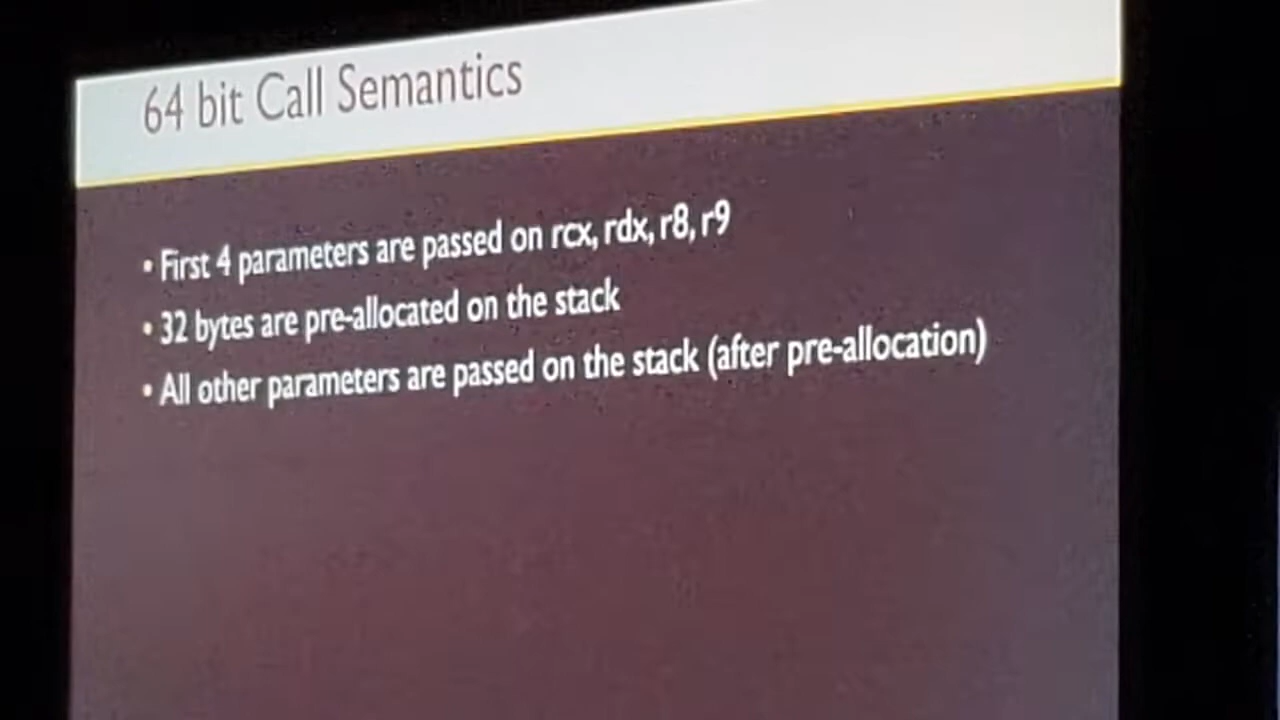 64 bit Call Semantics
• First 4 parameters are passed on rcx, rdx, r8, r9
• 32 bytes are pre-allocated on the stack
• All other parameters are passed on the stack (after pre-allocation)